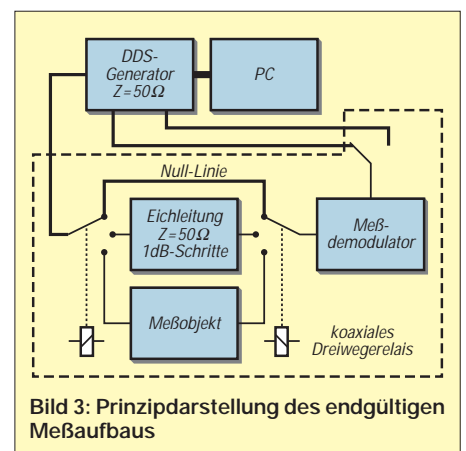 DDS-
Generator
Z=50Ω
PC
Null-Linie
Eichleitung
Z=50Ω
1dB-Schritte
Meß-
demodulator
Meßobjekt
koaxiales
Dreiwegerelais
Bild 3: Prinzipdarstellung des endgültigen
Meßaufbaus